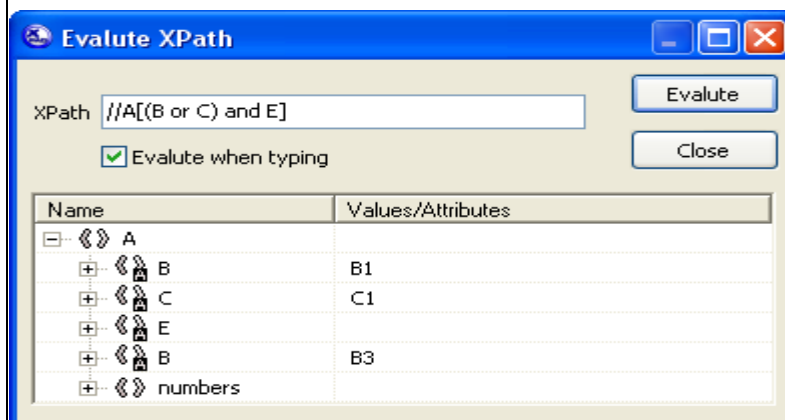 Evalute XPath
Evalute
XPath //A[(B or C) and E]
Evalute when typing
Close
Name Values/Attributes
A
B B1
C C1
E
B B3
numbers